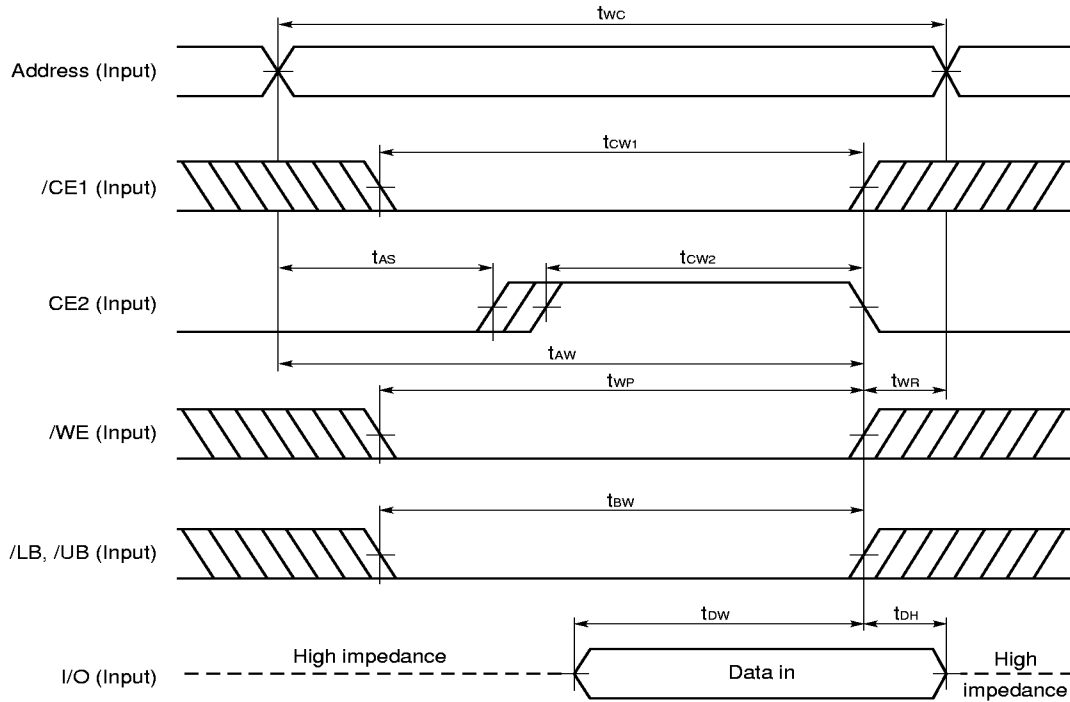 tWC
Address (Input)
tCW1
/CE1 (Input)
tAS
tCW2
CE2 (Input)
tAW
tWP
tWR
/WE (Input)
tBW
/LB, /UB (Input)
tDW
tDH
I/O (Input)
High impedance
Data in
High
impedance